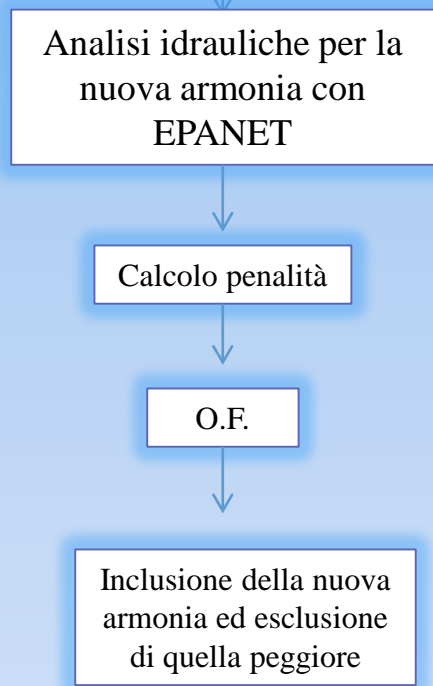 Analisi idrauliche per la
nuova armonia con
EPANET
Calcolo penalità
O.F.
Inclusione della nuova
armonia ed esclusione
di quella peggiore